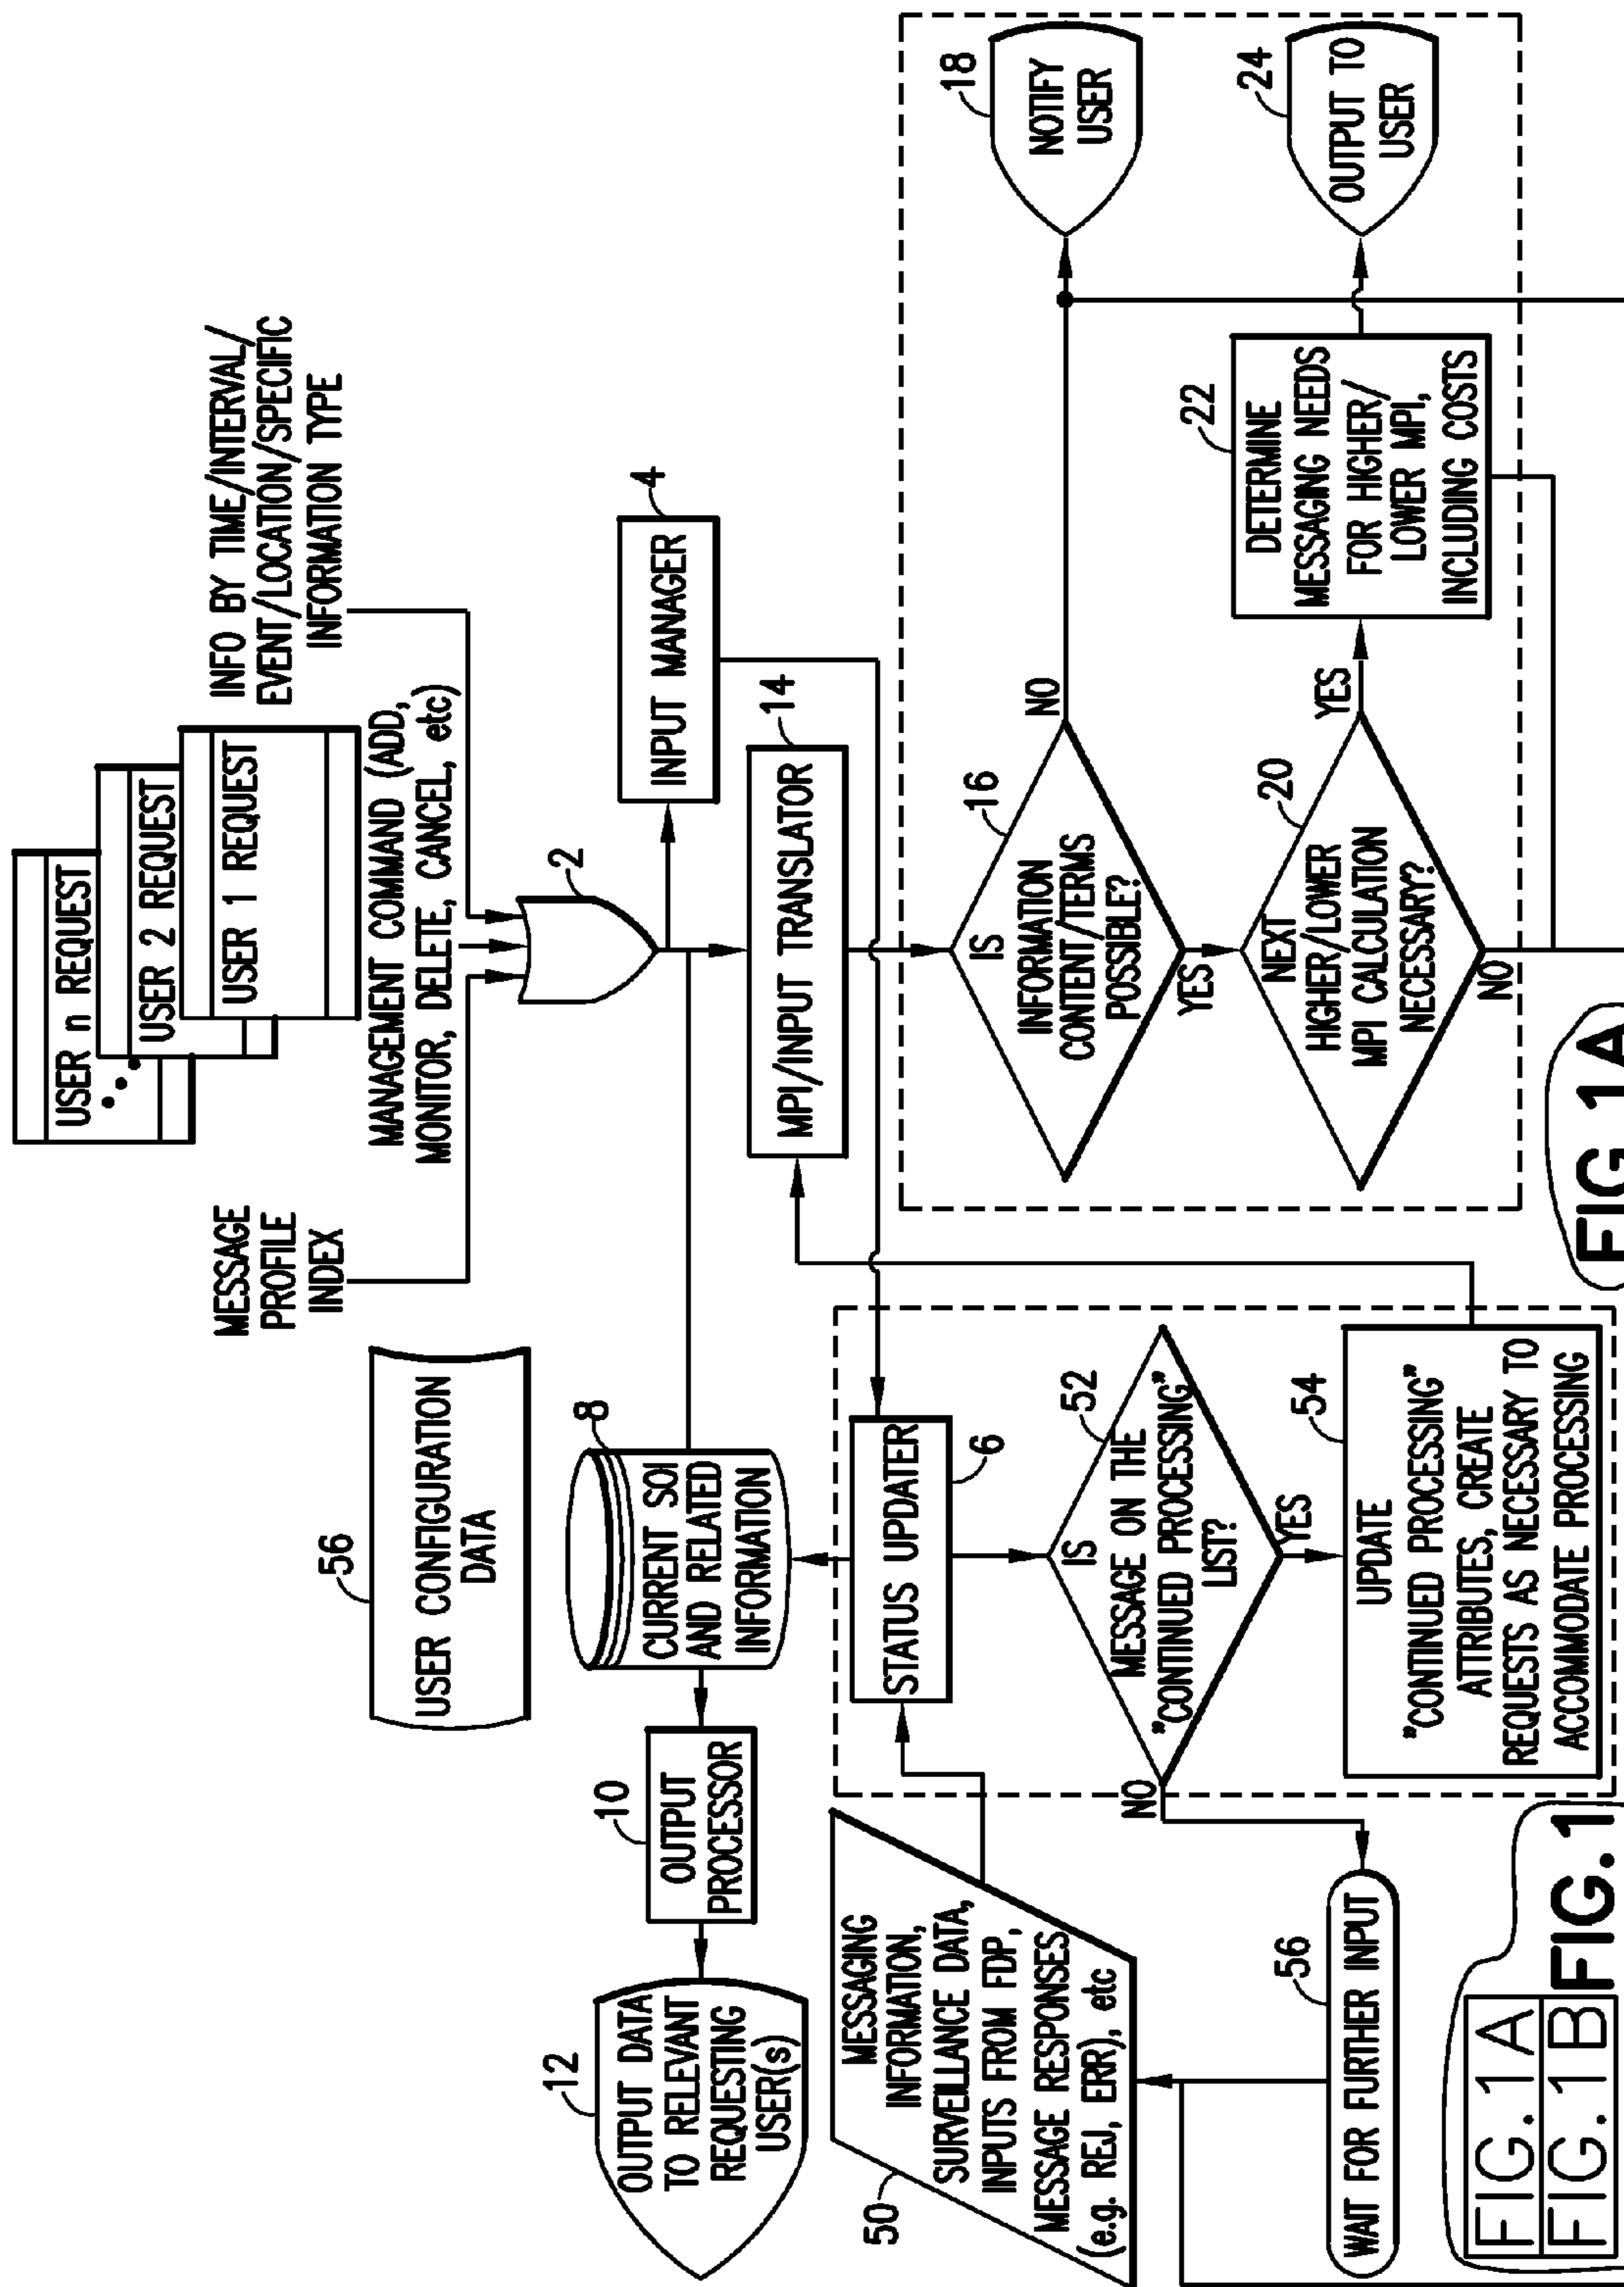 USER n REQUEST
USER 2 REQUEST
USER 1 REQUEST
MESSAGE
PROFILE
INDEX
MANAGEMENT COMMAND (ADD,
MONITOR, DELETE, CANCEL, etc)
INFO BY TIME/INTERVAL/
EVENT/LOCATION/SPECIFIC
INFORMATION TYPE
2
4
INPUT MANAGER
14
MPI/INPUT TRANSLATOR
56
USER CONFIGURATION
DATA
8
CURRENT SOI
AND RELATED
INFORMATION
10
OUTPUT
PROCESSOR
12
OUTPUT DATA
TO RELEVANT
REQUESTING
USER(s)
STATUS UPDATER
6
50
MESSAGING
INFORMATION,
SURVEILLANCE DATA,
INPUTS FROM FDP,
MESSAGE RESPONSES
(e.g. REJ, ERR), etc
52
IS
MESSAGE ON THE
"CONTINUED PROCESSING"
LIST?
NO
YES
54
UPDATE
"CONTINUED PROCESSING"
ATTRIBUTES, CREATE
REQUESTS AS NECESSARY TO
ACCOMODATE PROCESSING
56
WAIT FOR FURTHER INPUT
16
IS
INFORMATION
CONTENT/TERMS
POSSIBLE?
NO
YES
18
NOTIFY
USER
20
NEXT
HIGHER/LOWER
MPI CALCULATION
NECESSARY?
YES
NO
22
DETERMINE
MESSAGING NEEDS
FOR HIGHER/
LOWER MPI,
INCLUDING COSTS
24
OUTPUT TO
USER
FIG.1A
FIG.1B
FIG.1
FIG 1A